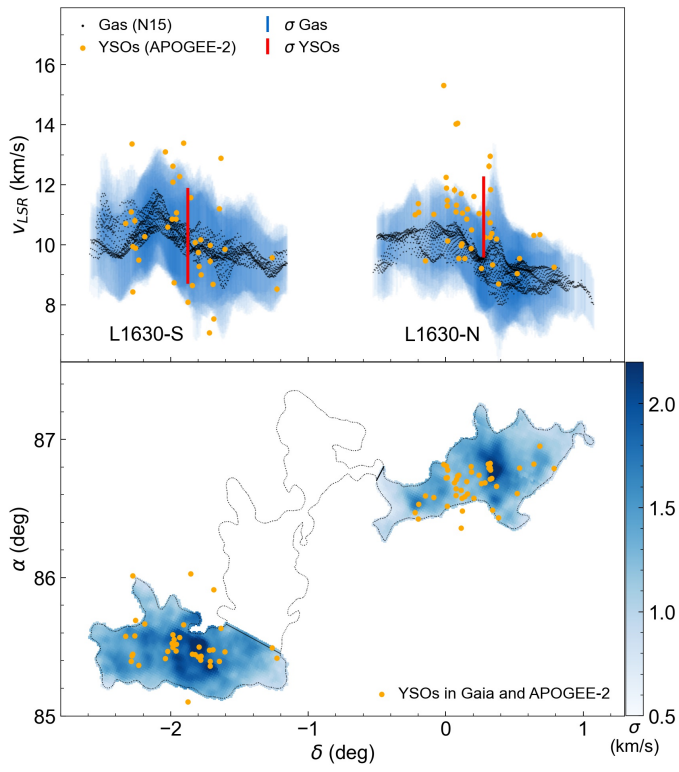 Gas (N15)
YSOs (APOGEE-2)
σ Gas
σ YSOs
16
14
12
10
8
v_LSR (km/s)
L1630-S
L1630-N
87
86
85
α (deg)
YSOs in Gaia and APOGEE-2
−2
−1
0
1
δ (deg)
2.0
1.5
1.0
0.5
σ
(km/s)